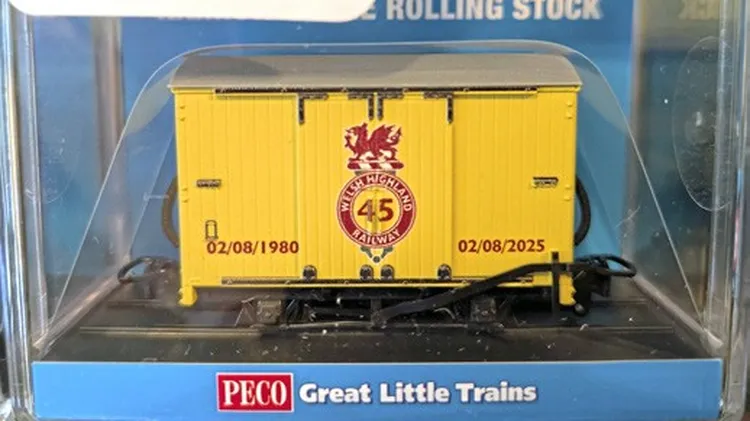 ROLLING STOCK
WELSH HIGHLAND
45
RAILWAY
02/08/1980
02/08/2025
PECO Great Little Trains